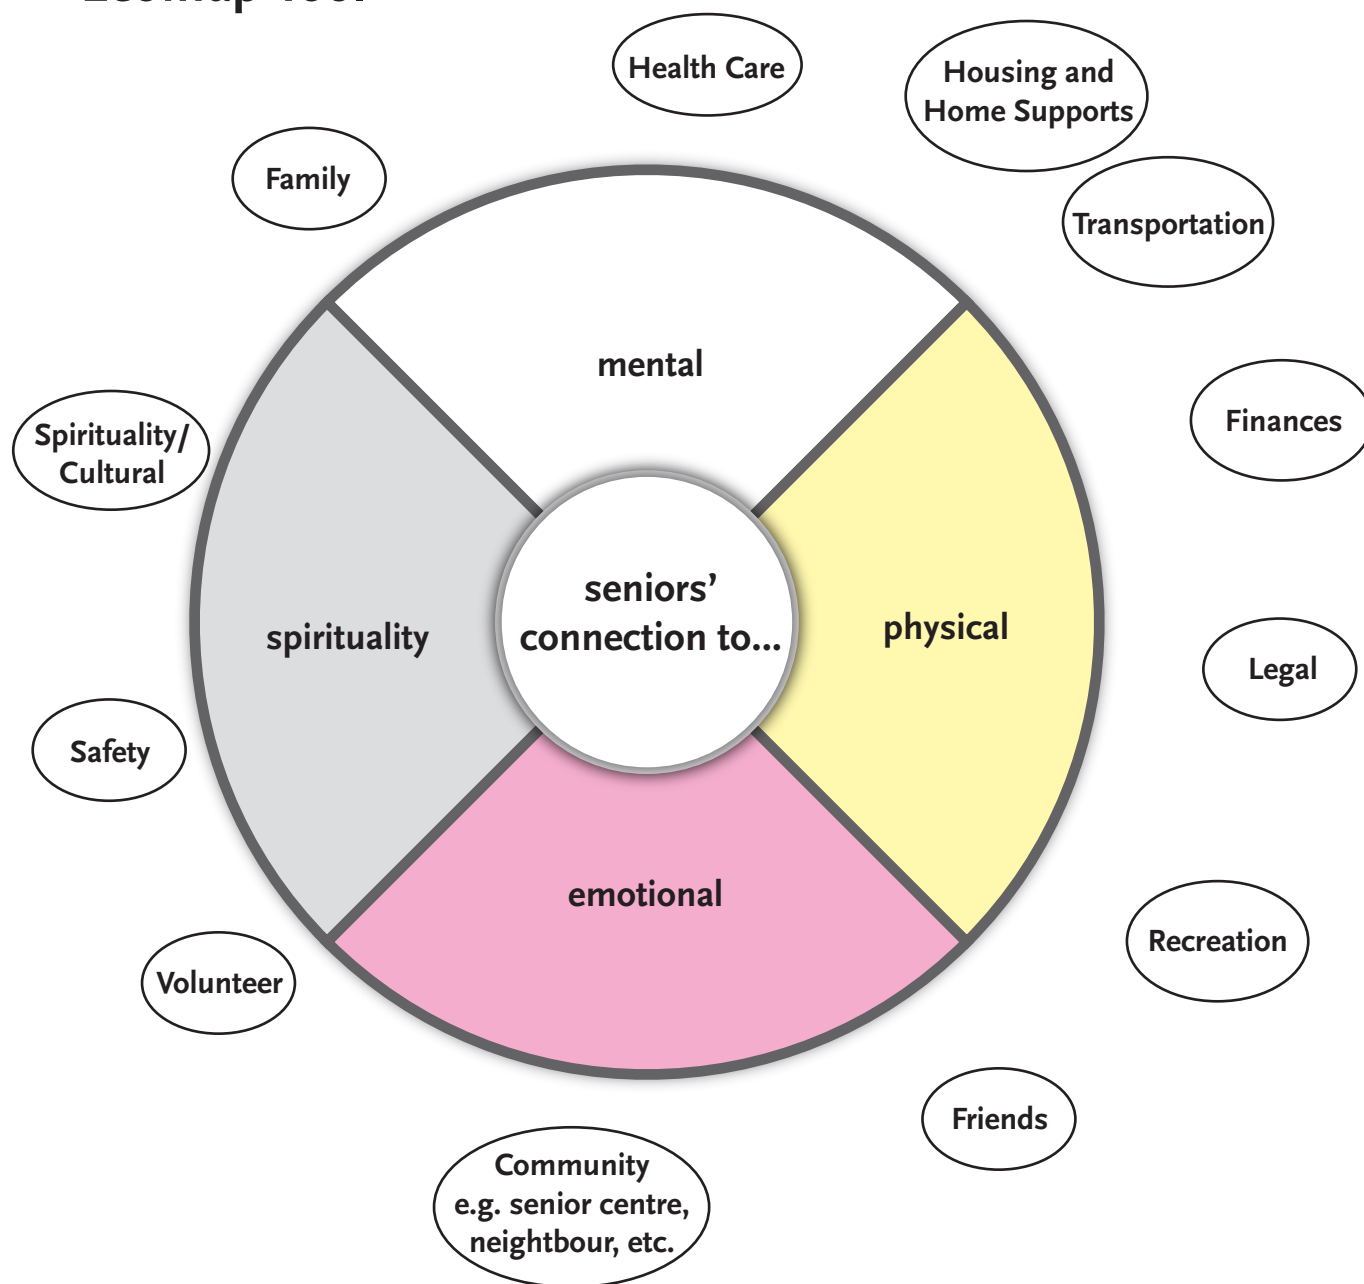 Health Care
Housing and
Home Supports
Family
Transportation
mental
Finances
Spirituality/
Cultural
seniors’
connection to...
physical
spirituality
Legal
Safety
emotional
Recreation
Volunteer
Friends
Community
e.g. senior centre,
neightbour, etc.